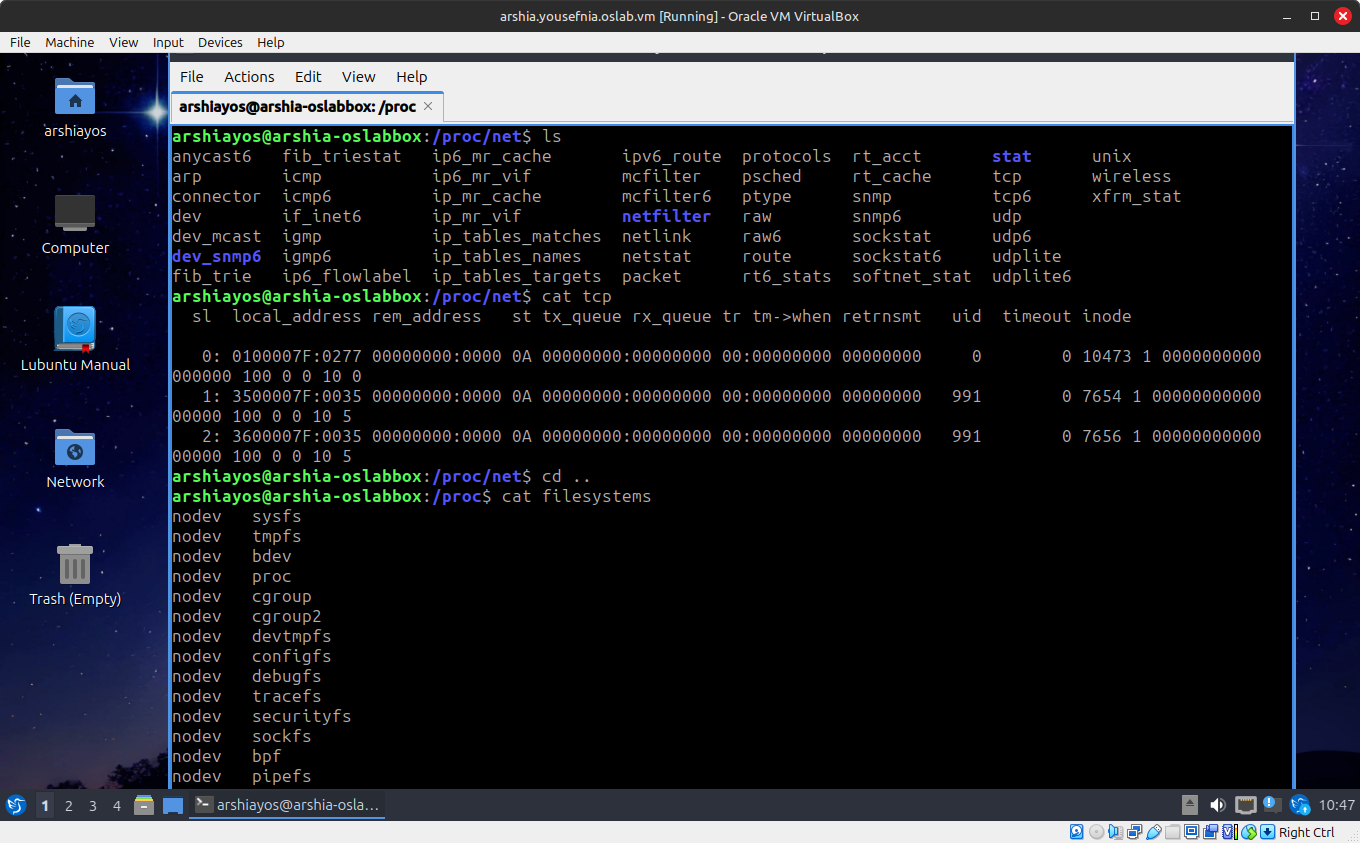 arshia.yousefnia.oslab.vm [Running] - Oracle VM VirtualBox
File Machine View Input Devices Help
File Actions Edit View Help
arshiayos@arshia-oslabbox: /proc
arshiayos
Computer
Lubuntu Manual
Network
Trash (Empty)
arshiayos@arshia-oslabbox:/proc/net$ ls
anycast6 fib_triestat ip6_mr_cache ipv6_route protocols rt_acct stat unix
arp icmp ip6_mr_vif mcfilter psched rt_cache tcp wireless
connector icmp6 ip_mr_cache mcfilter6 ptype snmp tcp6 xfrm_stat
dev if_inet6 ip_mr_vif netfilter raw snmp6 udp
dev_mcast igmp ip_tables_matches netlink raw6 sockstat udp6
dev_snmp6 igmp6 ip_tables_names netstat route sockstat6 udplite
fib_trie ip6_flowlabel ip_tables_targets packet rt6_stats softnet_stat udplite6
arshiayos@arshia-oslabbox:/proc/net$ cat tcp
sl local_address rem_address st tx_queue rx_queue tr tm->when retrnsmt uid timeout inode
0: 0100007F:0277 00000000:0000 0A 00000000:00000000 00:00000000 00000000 0 0 10473 1 0000000000
000000 100 0 0 10 0
1: 3500007F:0035 00000000:0000 0A 00000000:00000000 00:00000000 00000000 991 0 7654 1 00000000000
00000 100 0 0 10 5
2: 3600007F:0035 00000000:0000 0A 00000000:00000000 00:00000000 00000000 991 0 7656 1 00000000000
00000 100 0 0 10 5
arshiayos@arshia-oslabbox:/proc/net$ cd ..
arshiayos@arshia-oslabbox:/proc$ cat filesystems
nodev sysfs
nodev tmpfs
nodev bdev
nodev proc
nodev cgroup
nodev cgroup2
nodev devtmpfs
nodev configfs
nodev debugfs
nodev tracefs
nodev securityfs
nodev sockfs
nodev bpf
nodev pipefs
1 2 3 4 arshiayos@arshia-osla... 10:47
Right Ctrl